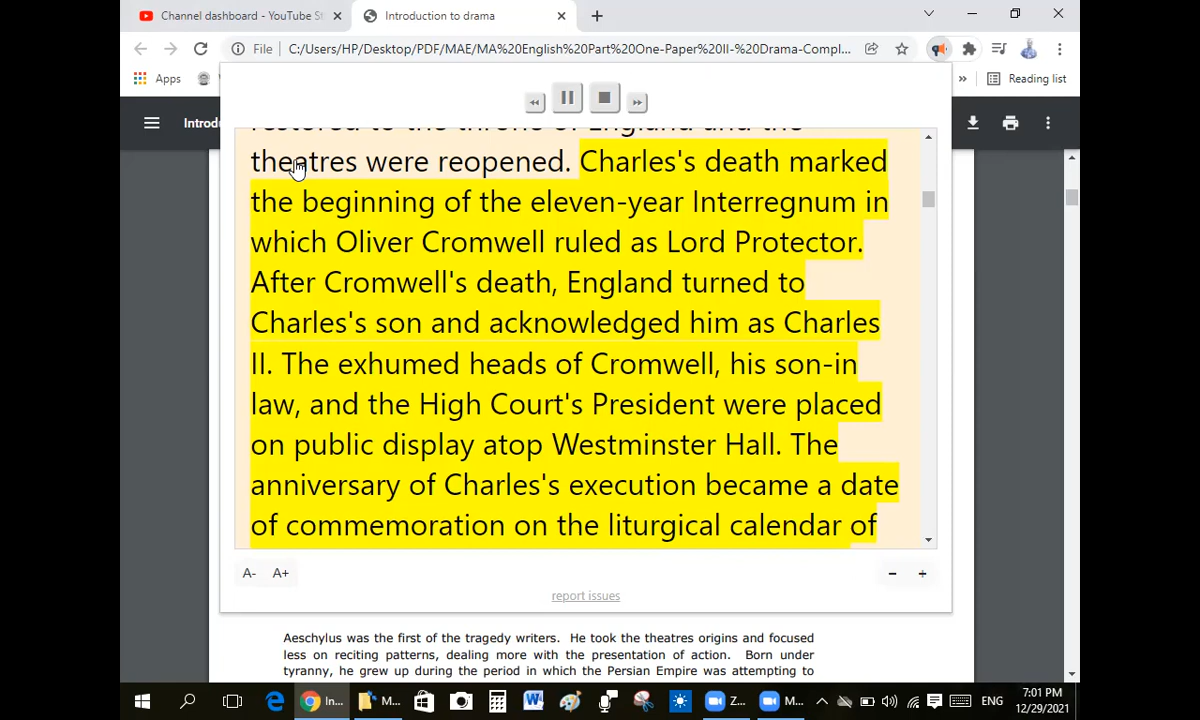 Channel dashboard - YouTube St
Introduction to drama
File
C:/Users/HP/Desktop/PDF/MAE/MA%20English%20Part%20One-Paper%20II-%20Drama-Compl...
Apps
»
Reading list
Introdu
theatres were reopened. Charles's death marked
the beginning of the eleven-year Interregnum in
which Oliver Cromwell ruled as Lord Protector.
After Cromwell's death, England turned to
Charles's son and acknowledged him as Charles
II. The exhumed heads of Cromwell, his son-in
law, and the High Court's President were placed
on public display atop Westminster Hall. The
anniversary of Charles's execution became a date
of commemoration on the liturgical calendar of
A- A+
- +
report issues
Aeschylus was the first of the tragedy writers. He took the theatres origins and focused
less on reciting patterns, dealing more with the presentation of action. Born under
tyranny, he grew up during the period in which the Persian Empire was attempting to
In...
M...
Z...
M...
ENG
7:01 PM
12/29/2021